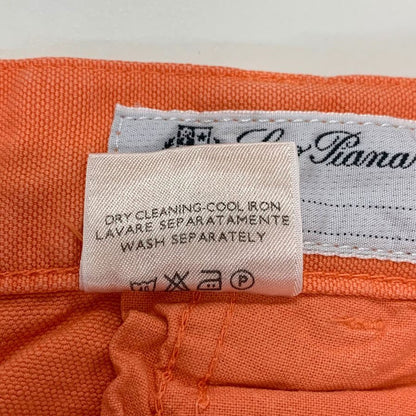 Loro Piana
DRY CLEANING-COOL IRON
LAVARE SEPARATAMENTE
WASH SEPARATELY
P